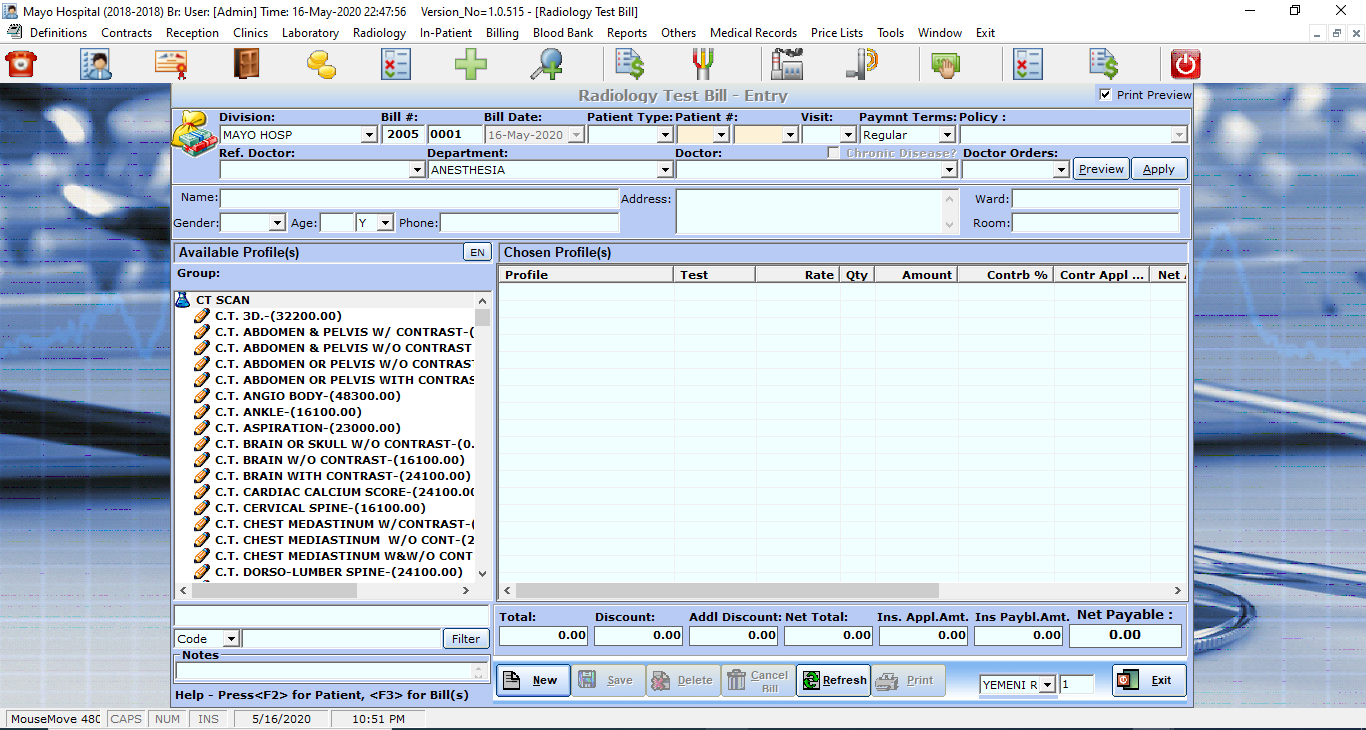 Mayo Hospital (2018-2018) Br: User: [Admin] Time: 16-May-2020 22:47:56 Version_No=1.0.515 - [Radiology Test Bill]
Definitions Contracts Reception Clinics Laboratory Radiology In-Patient Billing Blood Bank Reports Others Medical Records Price Lists Tools Window Exit
Radiology Test Bill - Entry Print Preview
Division: Bill #: Bill Date: Patient Type: Patient #: Visit: Paymnt Terms: Policy :
MAYO HOSP 2005 0001 16-May-2020 Regular
Ref. Doctor: Department: Doctor: Chronic Disease? Doctor Orders:
ANESTHESIA Preview Apply
Name: Address: Ward:
Gender: Age: Y Phone: Room:
Available Profile(s) EN Chosen Profile(s)
Group:
Profile Test Rate Qty Amount Contrb % Contr Appl ... Net
CT SCAN
C.T. 3D.-(32200.00)
C.T. ABDOMEN & PELVIS W/ CONTRAST-(
C.T. ABDOMEN & PELVIS W/O CONTRAST
C.T. ABDOMEN OR PELVIS W/O CONTRAS
C.T. ABDOMEN OR PELVIS WITH CONTRAS
C.T. ANGIO BODY-(48300.00)
C.T. ANKLE-(16100.00)
C.T. ASPIRATION-(23000.00)
C.T. BRAIN OR SKULL W/O CONTRAST-(0.
C.T. BRAIN W/O CONTRAST-(16100.00)
C.T. BRAIN WITH CONTRAST-(24100.00)
C.T. CARDIAC CALCIUM SCORE-(24100.00
C.T. CERVICAL SPINE-(16100.00)
C.T. CHEST MEDASTINUM W/CONTRAST-(
C.T. CHEST MEDIASTINUM W/O CONT-(2
C.T. CHEST MEDIASTINUM W&W/O CONT
C.T. DORSO-LUMBER SPINE-(24100.00)
Total: Discount: Addl Discount: Net Total: Ins. Appl.Amt. Ins Paybl.Amt. Net Payable :
0.00 0.00 0.00 0.00 0.00 0.00 0.00
Code Filter
Notes
New Save Delete Cancel Bill Refresh Print YEMENI R 1 Exit
Help - Press<F2> for Patient, <F3> for Bill(s)
MouseMove 480 CAPS NUM INS 5/16/2020 10:51 PM